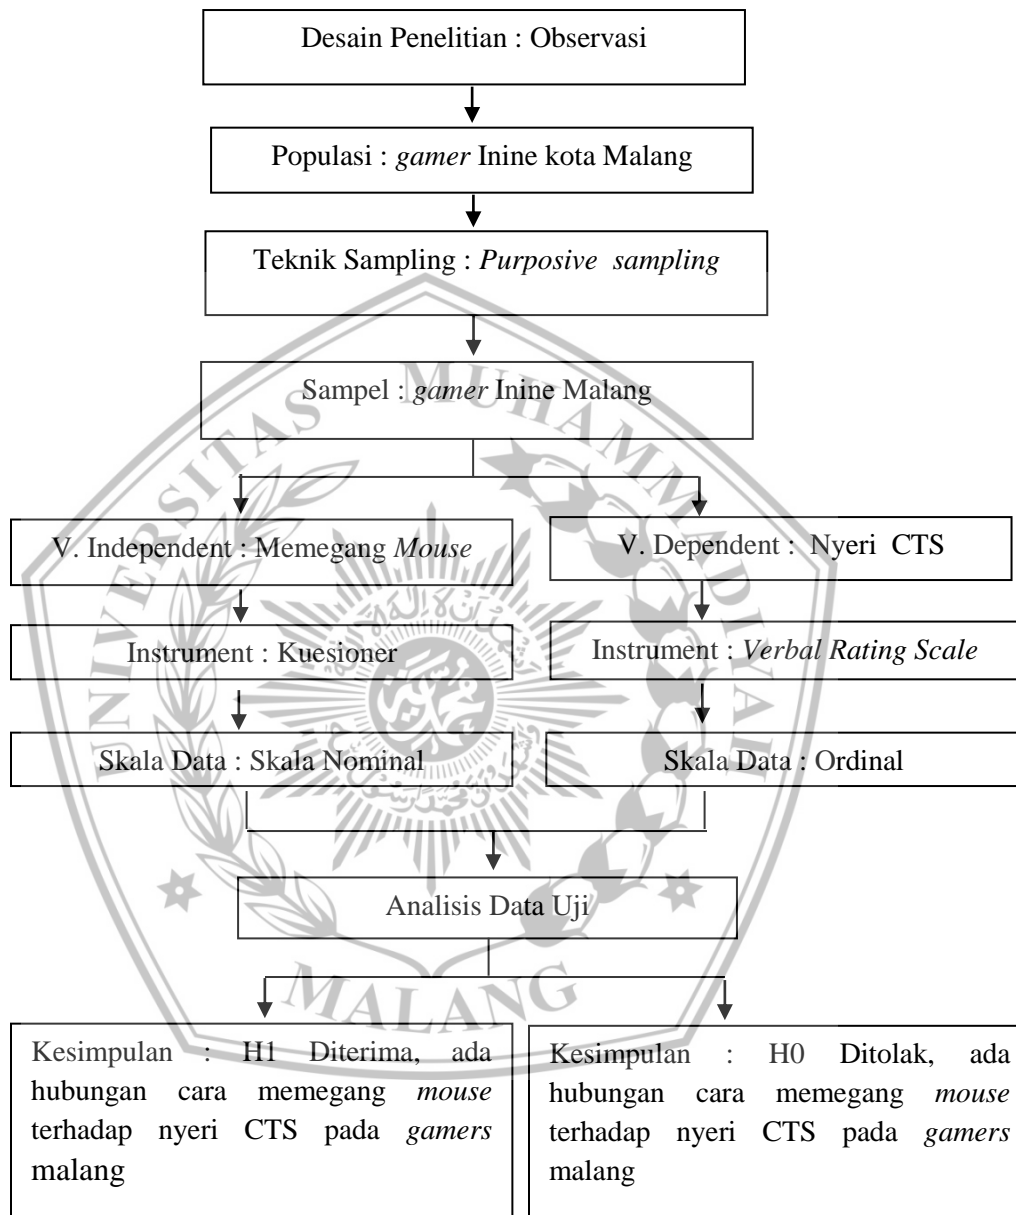 Desain Penelitian : Observasi
Populasi : gamer Inine kota Malang
Teknik Sampling : Purposive sampling
Sampel : gamer Inine Malang
V. Independent : Memegang Mouse
V. Dependent : Nyeri CTS
Instrument : Kuesioner
Instrument : Verbal Rating Scale
Skala Data : Skala Nominal
Skala Data : Ordinal
Analisis Data Uji
Kesimpulan : H1 Diterima, ada
hubungan cara memegang mouse
terhadap nyeri CTS pada gamers
malang
Kesimpulan : H0 Ditolak, ada
hubungan cara memegang mouse
terhadap nyeri CTS pada gamers
malang
UNIVERSITAS MUHAMMADIYAH
MALANG